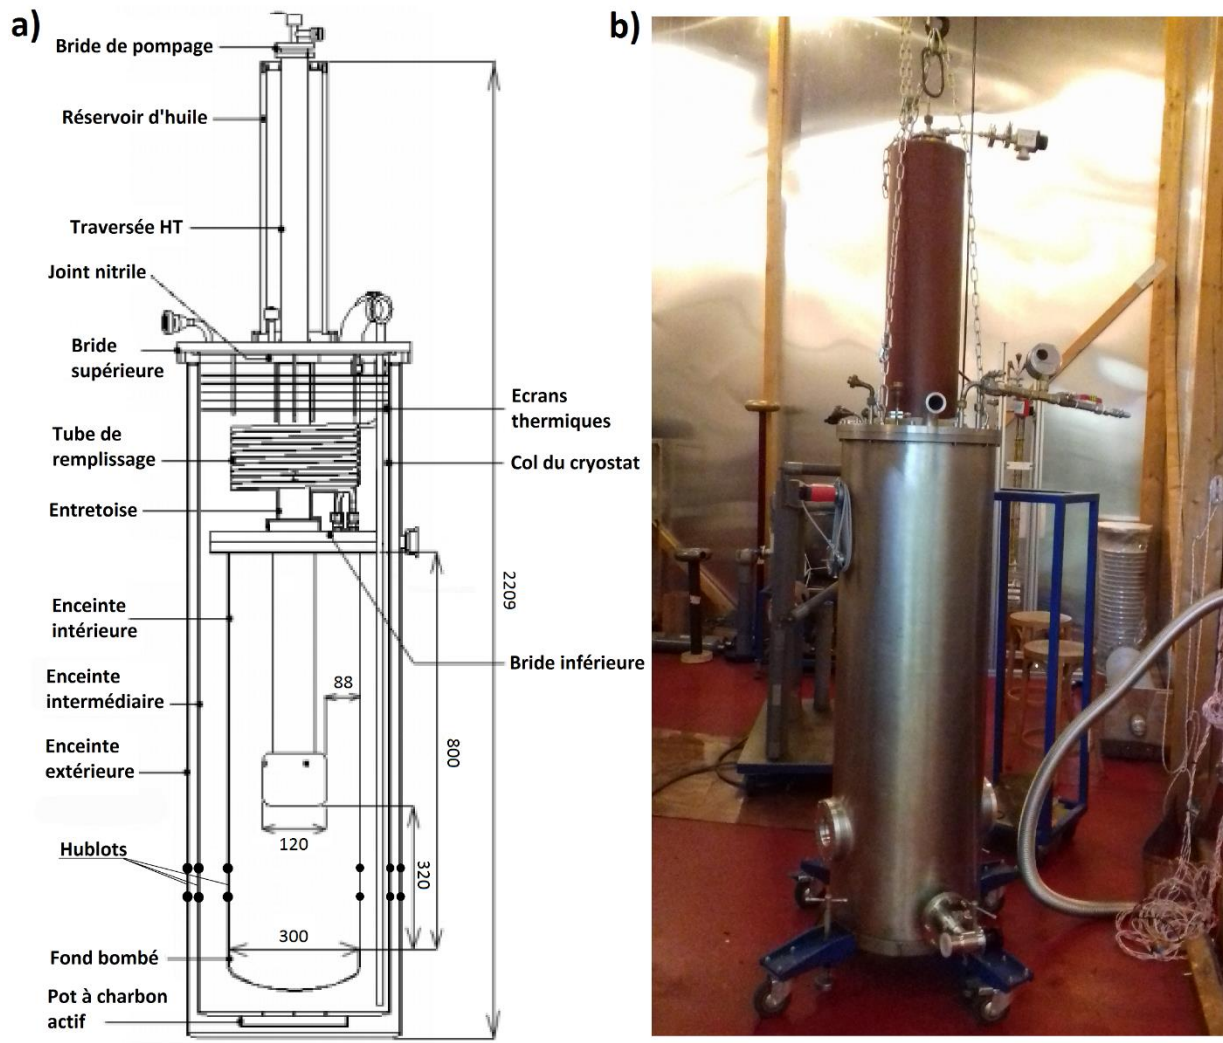 a)
b)
Bride de pompage
Réservoir d'huile
Traversée HT
Joint nitrile
Bride
supérieure
Ecrans
thermiques
Tube de
remplissage
Col du cryostat
Entretoise
2209
Enceinte
intérieure
Bride inférieure
Enceinte
intermédiaire
88
Enceinte
extérieure
800
120
Hublots
320
300
Fond bombé
Pot à charbon
actif